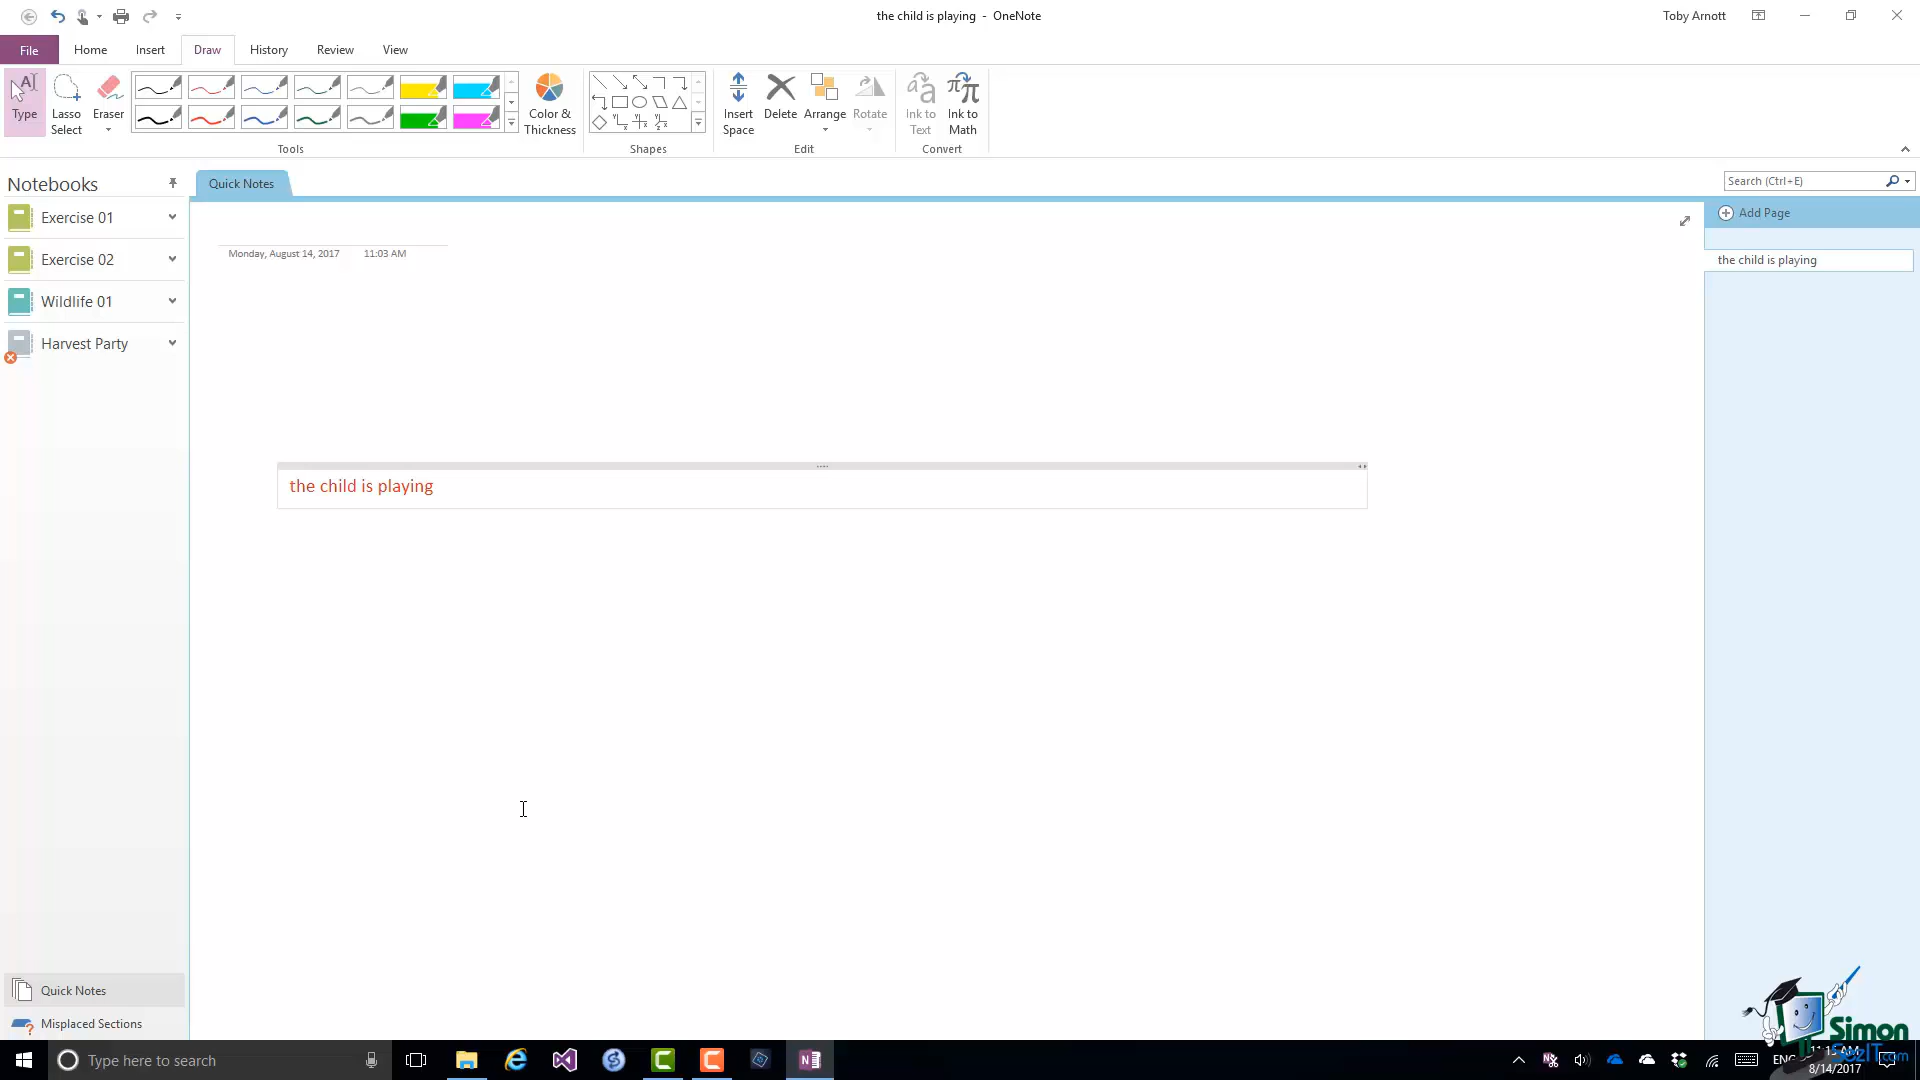 the child is playing - OneNote
Toby Arnott
File
Home
Insert
Draw
History
Review
View
Type
Lasso
Select
Eraser
Color &
Thickness
Insert
Space
Delete
Arrange
Rotate
Ink to
Text
Ink to
Math
Tools
Shapes
Edit
Convert
Notebooks
Quick Notes
Search (Ctrl+E)
Exercise 01
Exercise 02
Wildlife 01
Harvest Party
Add Page
the child is playing
Monday, August 14, 2017
11:03 AM
the child is playing
Quick Notes
Misplaced Sections
Simon
SezIT.com
Type here to search
ENG
8/14/2017